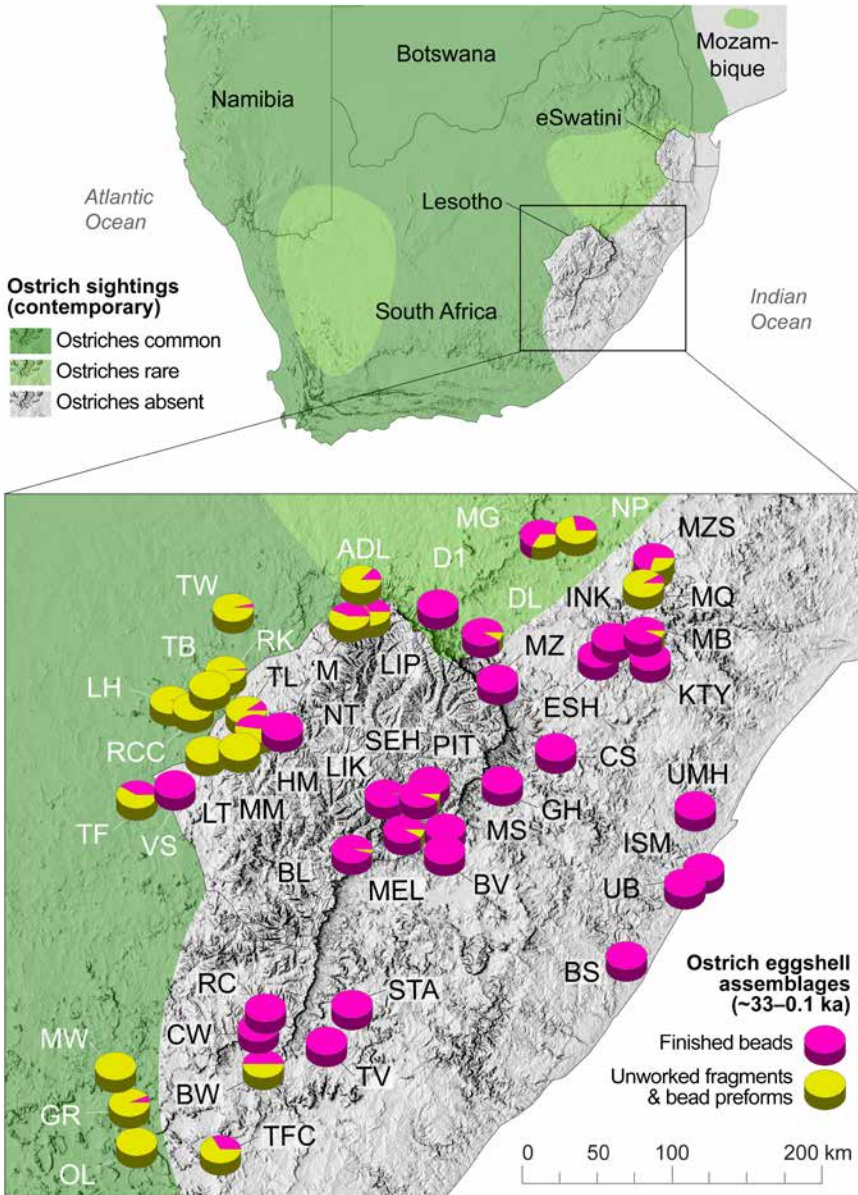 Mozam-
bique
Botswana
Namibia
eSwatini
Atlantic
Ocean
Lesotho
Ostrich sightings
(contemporary)
Indian
Ocean
South Africa
Ostriches common
Ostriches rare
Ostriches absent
MG
NP
MZS
ADL
D1
TW
DL
INK
MQ
TB
RK
MZ
MB
LH
TL
'M
LIP
ESH
KTY
NT
RCC
SEH
PIT
CS
HM
LIK
UMH
TF
VS
LT
MM
GH
MS
ISM
BL
MEL
BV
UB
RC
STA
BS
Ostrich eggshell
assemblages
(~33–0.1 ka)
CW
Finished beads
MW
TV
BW
Unworked fragments
& bead preforms
GR
TFC
OL
0 50 100 200 km